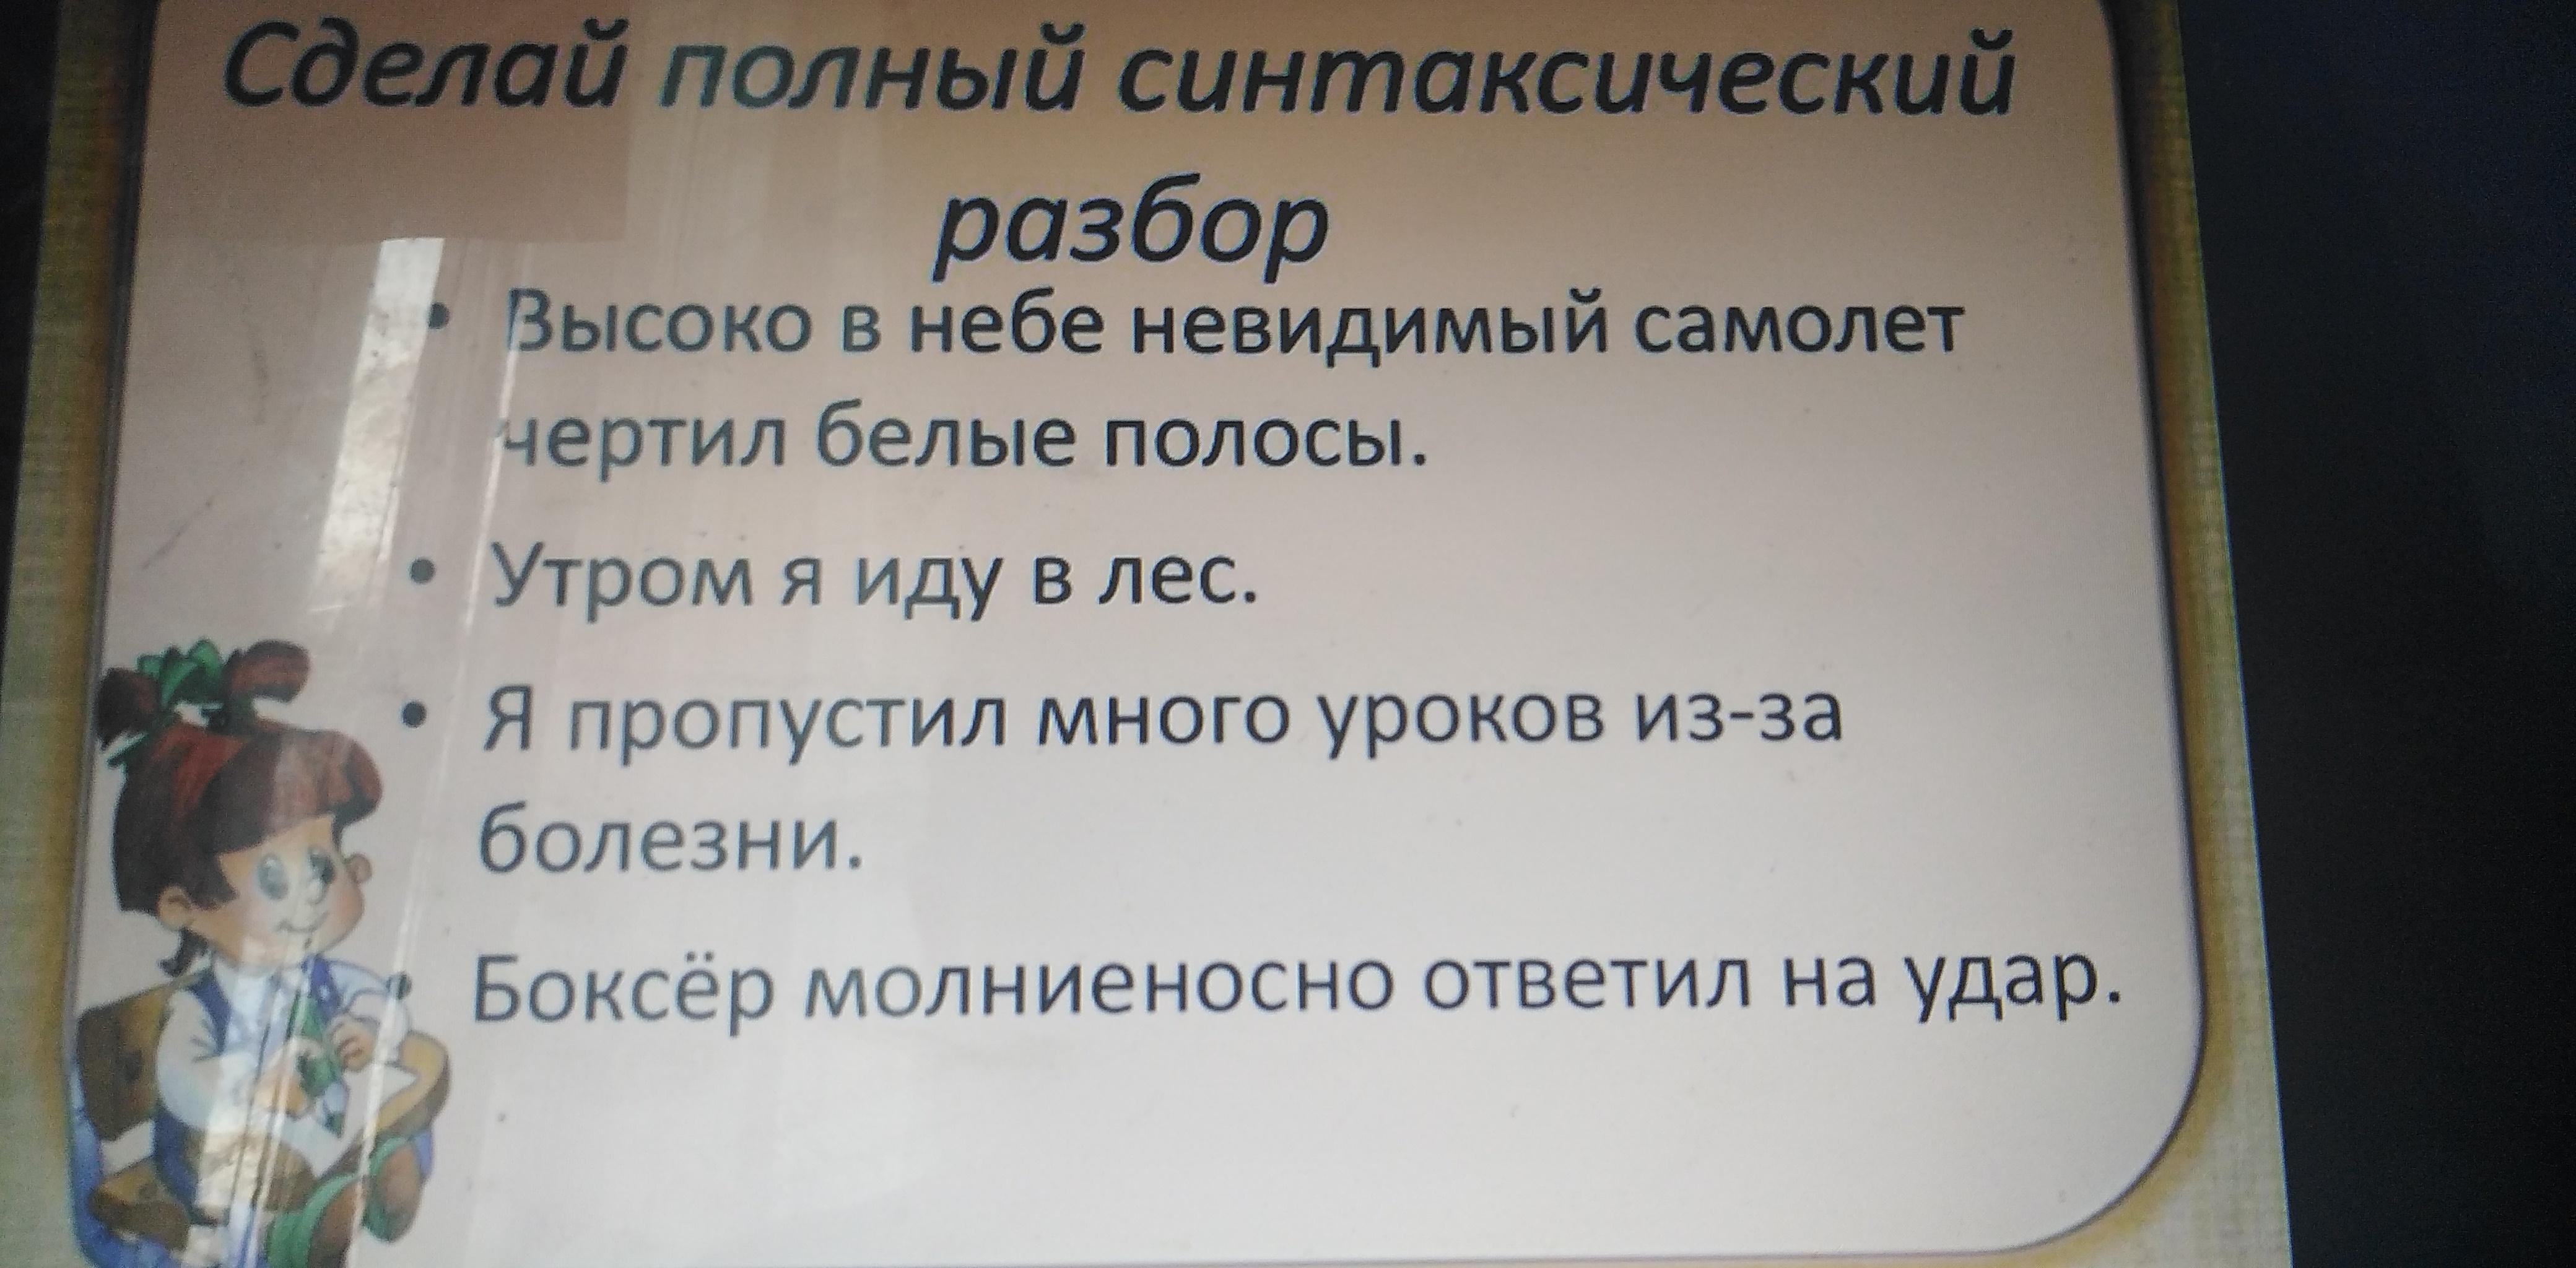 Сделай полный синтаксический
разбор
• Высоко в небе невидимый самолет
чертил белые полосы.
• Утром я иду в лес.
• Я пропустил много уроков из-за
болезни.
• Боксёр молниеносно ответил на удар.